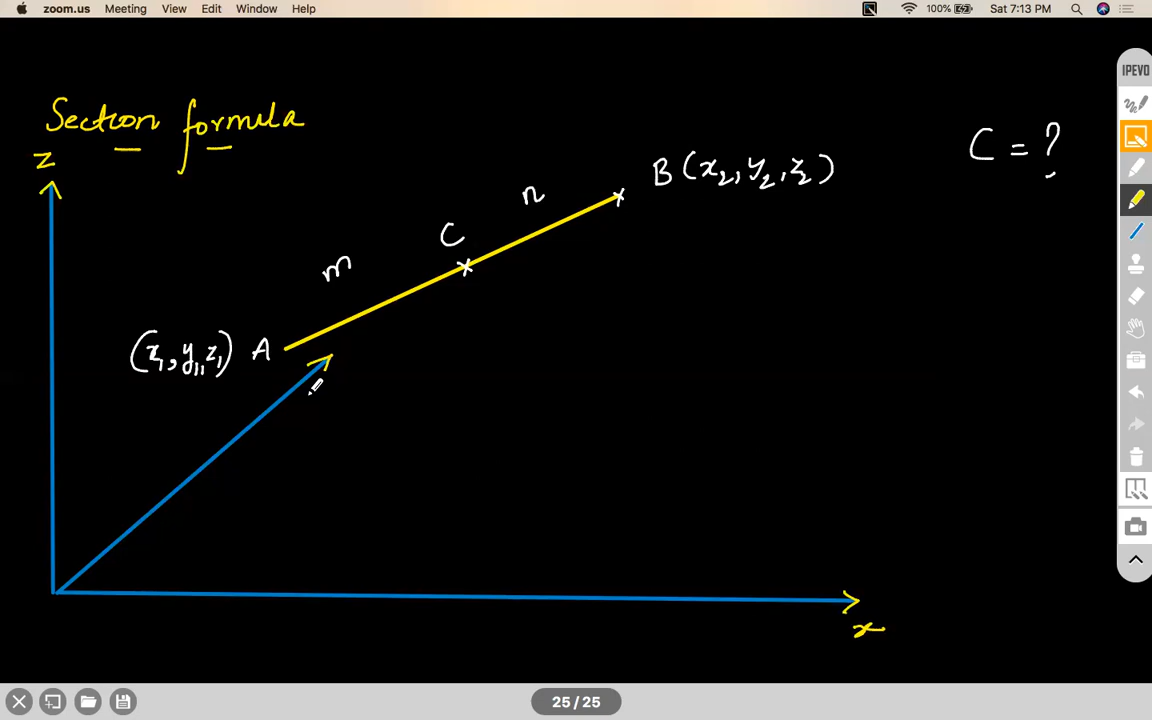 zoom.us Meeting View Edit Window Help 100% Sat 7:13 PM
IPEVO
Section formula
C = ?
z
B (x₂, y₂, z₂)
n
C
m
(x₁, y₁, z₁) A
x
25 / 25